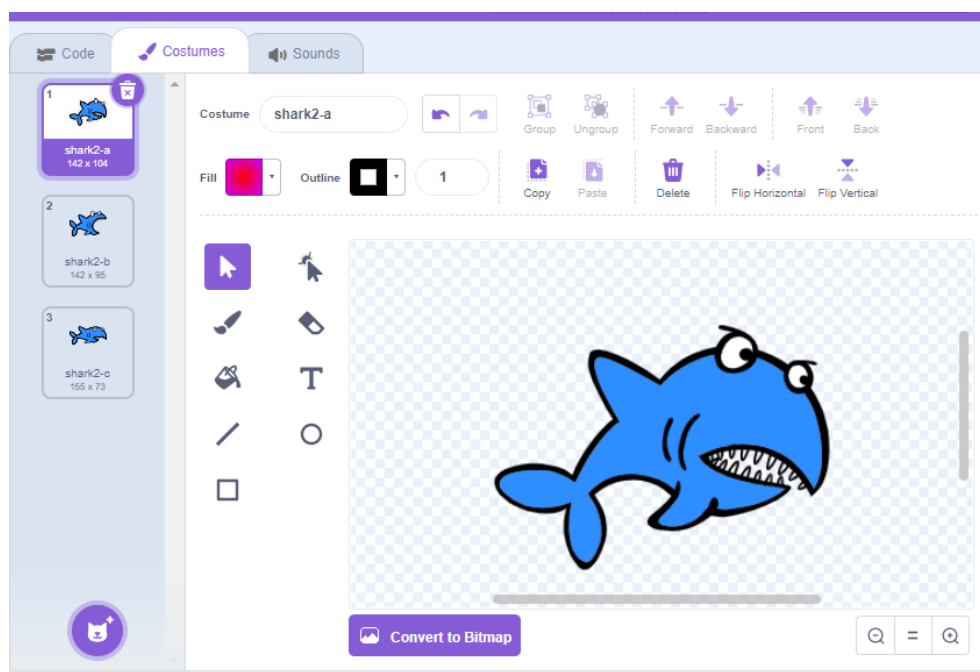 Code
Costumes
Sounds
1
shark2-a
142 x 104
2
shark2-b
142 x 95
3
shark2-c
155 x 73
Costume
shark2-a
Group
Ungroup
Forward
Backward
Front
Back
Fill
Outline
1
Copy
Paste
Delete
Flip Horizontal
Flip Vertical
T
Convert to Bitmap